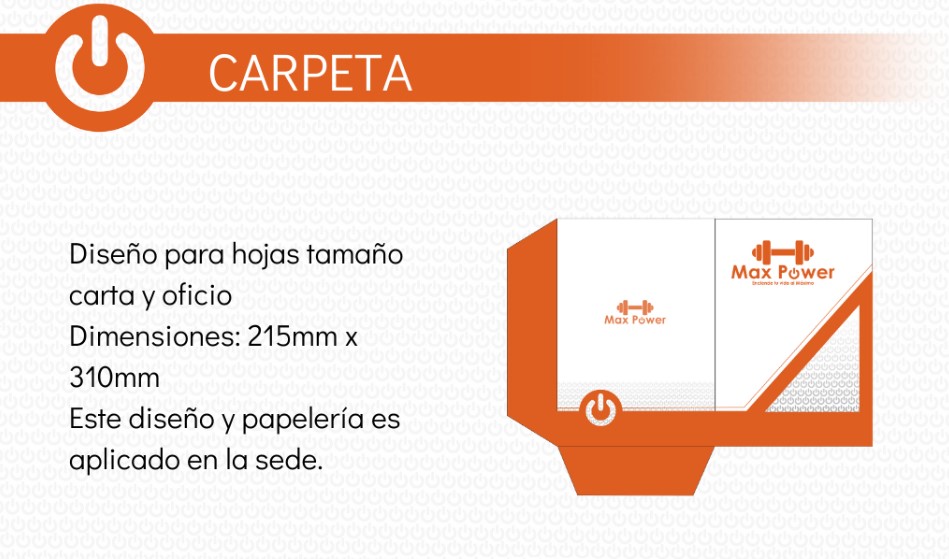 CARPETA
Diseño para hojas tamaño
carta y oficio
Dimensiones: 215mm x
310mm
Este diseño y papelería es
aplicado en la sede.
Max Power
Max Power